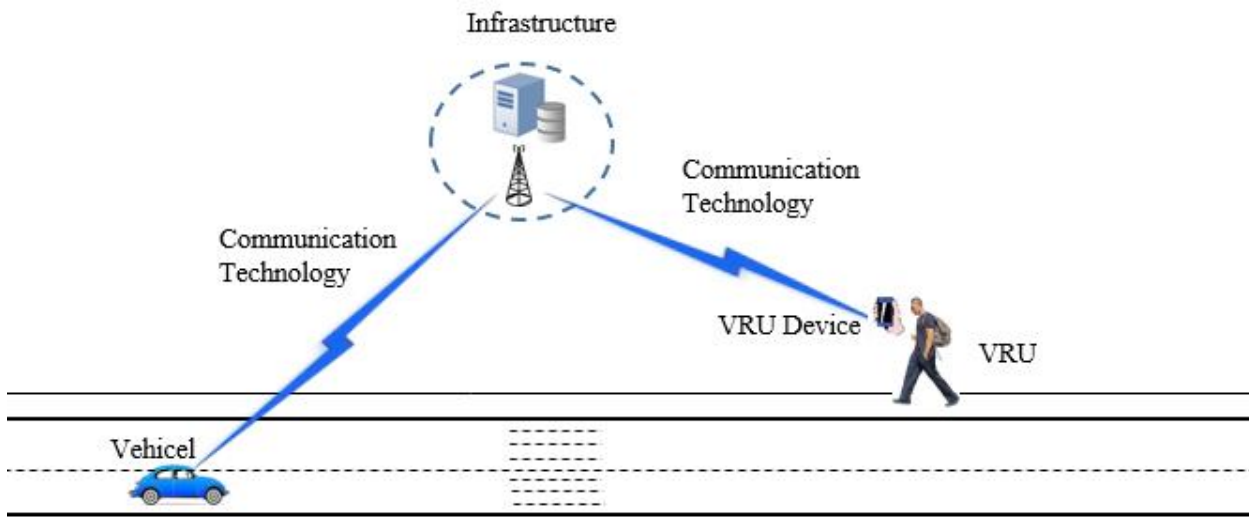 Infrastructure
Communication
Technology
Communication
Technology
VRU Device
VRU
Vehicel